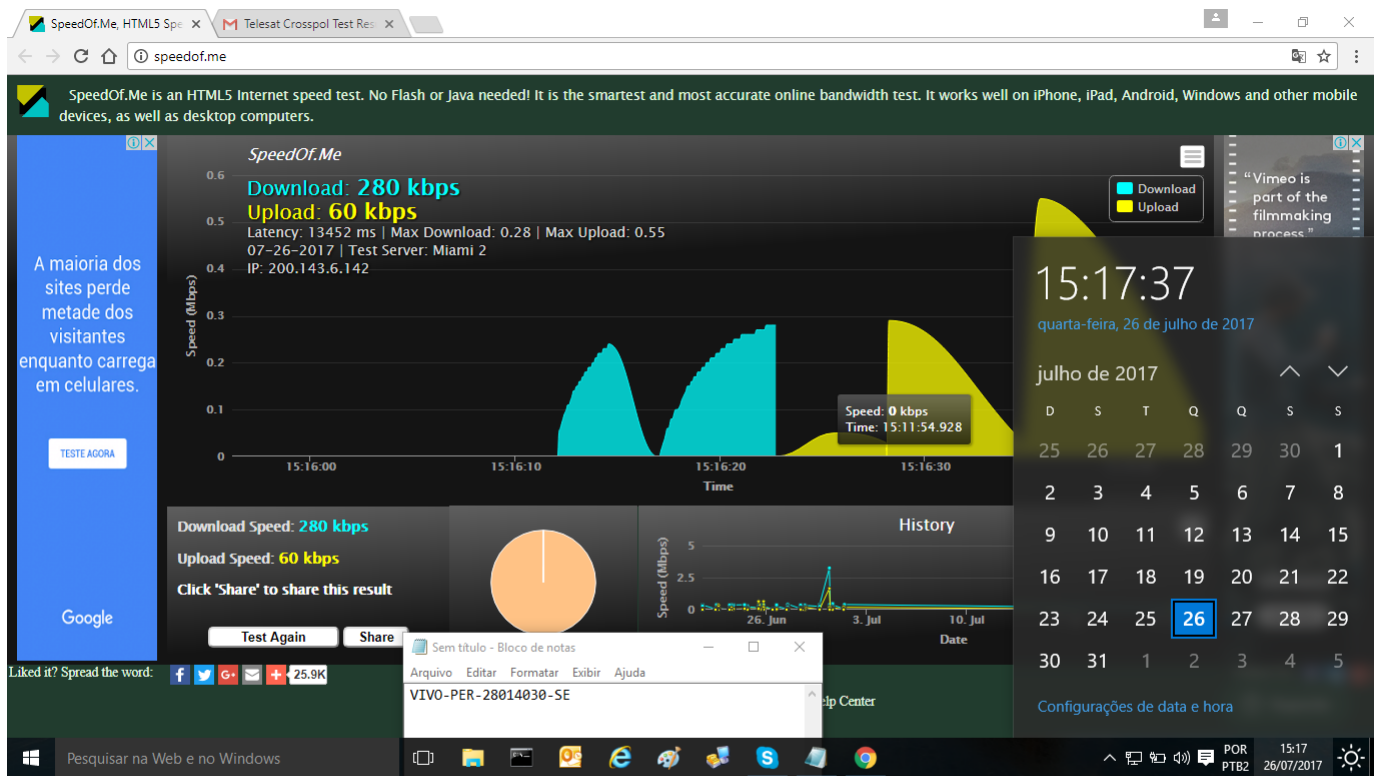 SpeedOf.Me, HTML5 Spe
Telesat Crosspol Test Res
speedof.me
SpeedOf.Me is an HTML5 Internet speed test. No Flash or Java needed! It is the smartest and most accurate online bandwidth test. It works well on iPhone, iPad, Android, Windows and other mobile
devices, as well as desktop computers.
A maioria dos
sites perde
metade dos
visitantes
enquanto carrega
em celulares.
TESTE AGORA
Google
SpeedOf.Me
Download: 280 kbps
Upload: 60 kbps
Latency: 13452 ms | Max Download: 0.28 | Max Upload: 0.55
07-26-2017 | Test Server: Miami 2
IP: 200.143.6.142
Download
Upload
Speed (Mbps)
0.6
0.5
0.4
0.3
0.2
0.1
0
15:16:00
15:16:10
15:16:20
15:16:30
Time
Speed: 0 kbps
Time: 15:11:54.928
“Vimeo is
part of the
filmmaking
process.”
Download Speed: 280 kbps
Upload Speed: 60 kbps
Click 'Share' to share this result
Test Again
Share
History
Speed (Mbps)
5
2.5
0
26. Jun
3. Jul
10. Jul
Date
Liked it? Spread the word:
25.9K
elp Center
Sem título - Bloco de notas
Arquivo Editar Formatar Exibir Ajuda
VIVO-PER-28014030-SE
15:17:37
quarta-feira, 26 de julho de 2017
julho de 2017
D S T Q Q S S
25 26 27 28 29 30 1
2 3 4 5 6 7 8
9 10 11 12 13 14 15
16 17 18 19 20 21 22
23 24 25 26 27 28 29
30 31 1 2 3 4 5
Configurações de data e hora
Pesquisar na Web e no Windows
POR
PTB2
15:17
26/07/2017